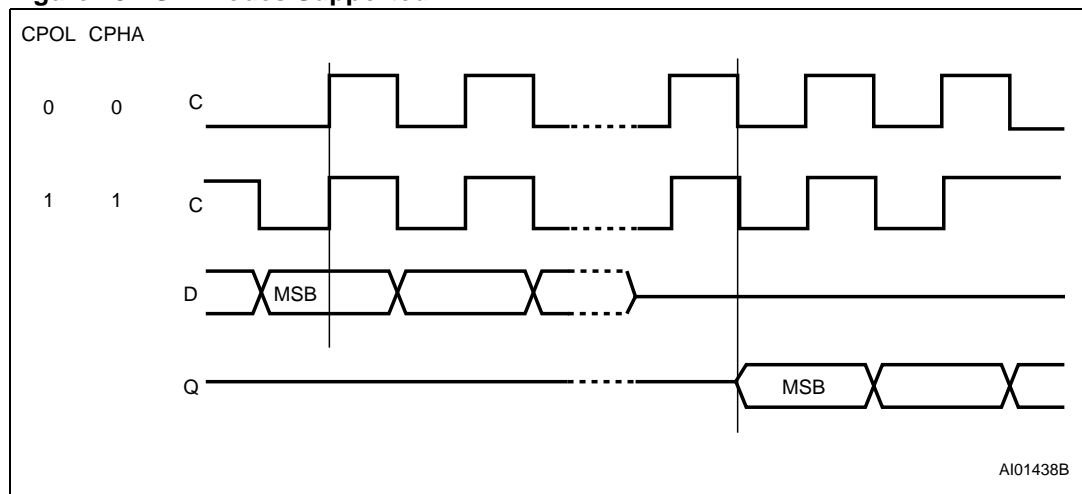 CPOL CPHA
0 0 C
1 1 C
D MSB
Q MSB
AI01438B